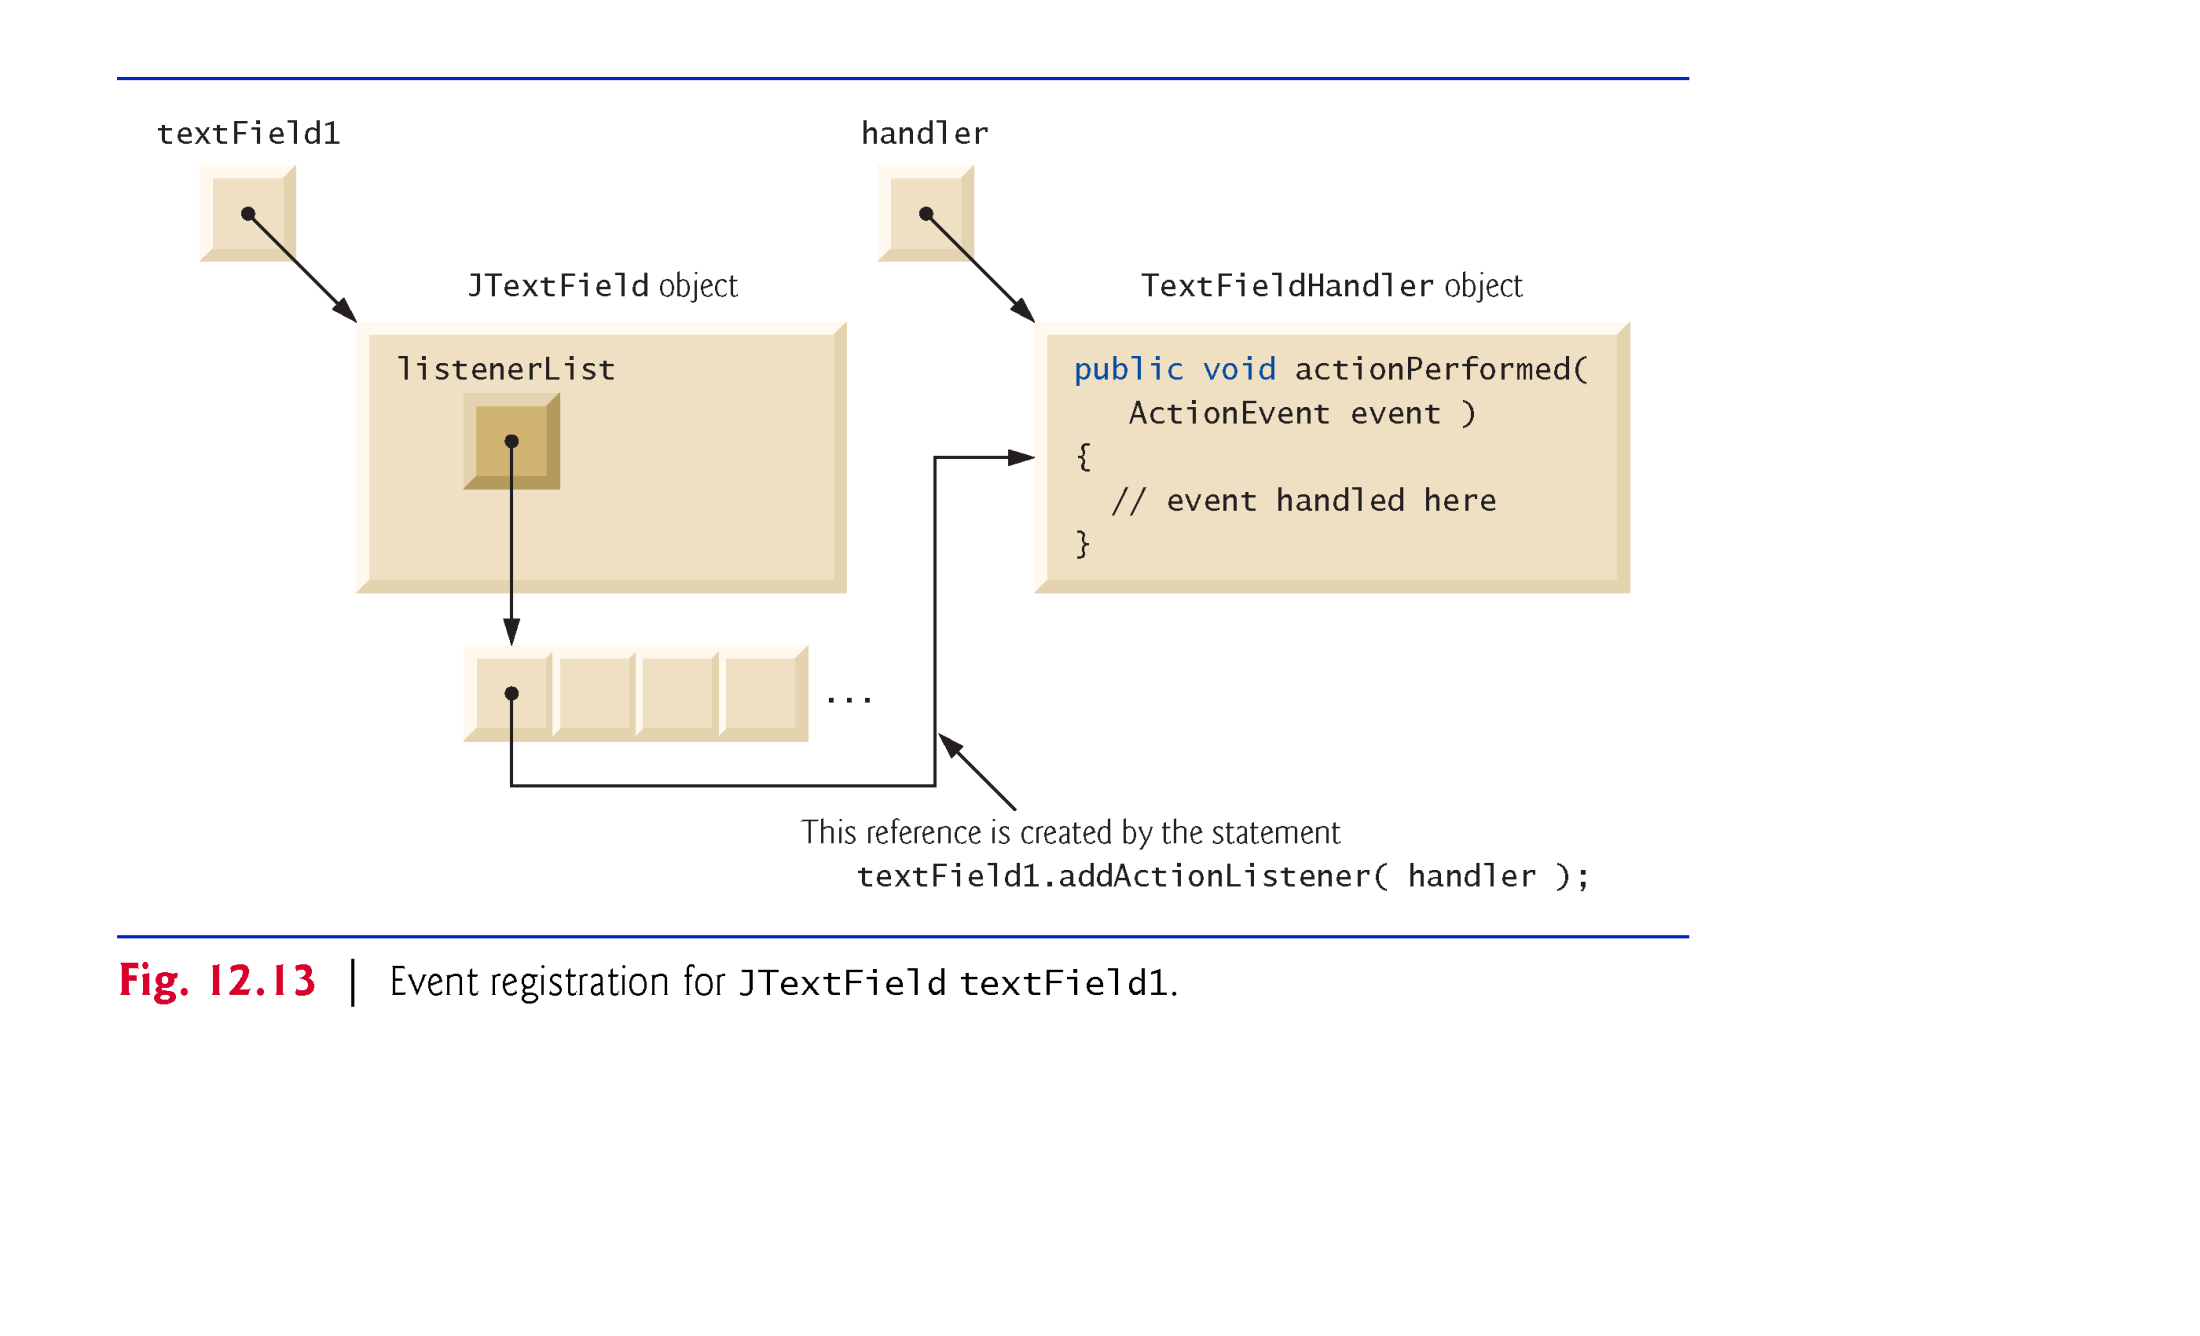 textField1
handler
JTextField object
TextFieldHandler object
listenerList
public void actionPerformed(
ActionEvent event )
{
// event handled here
}
...
This reference is created by the statement
textField1.addActionListener( handler );
Fig. 12.13 | Event registration for JTextField textField1.